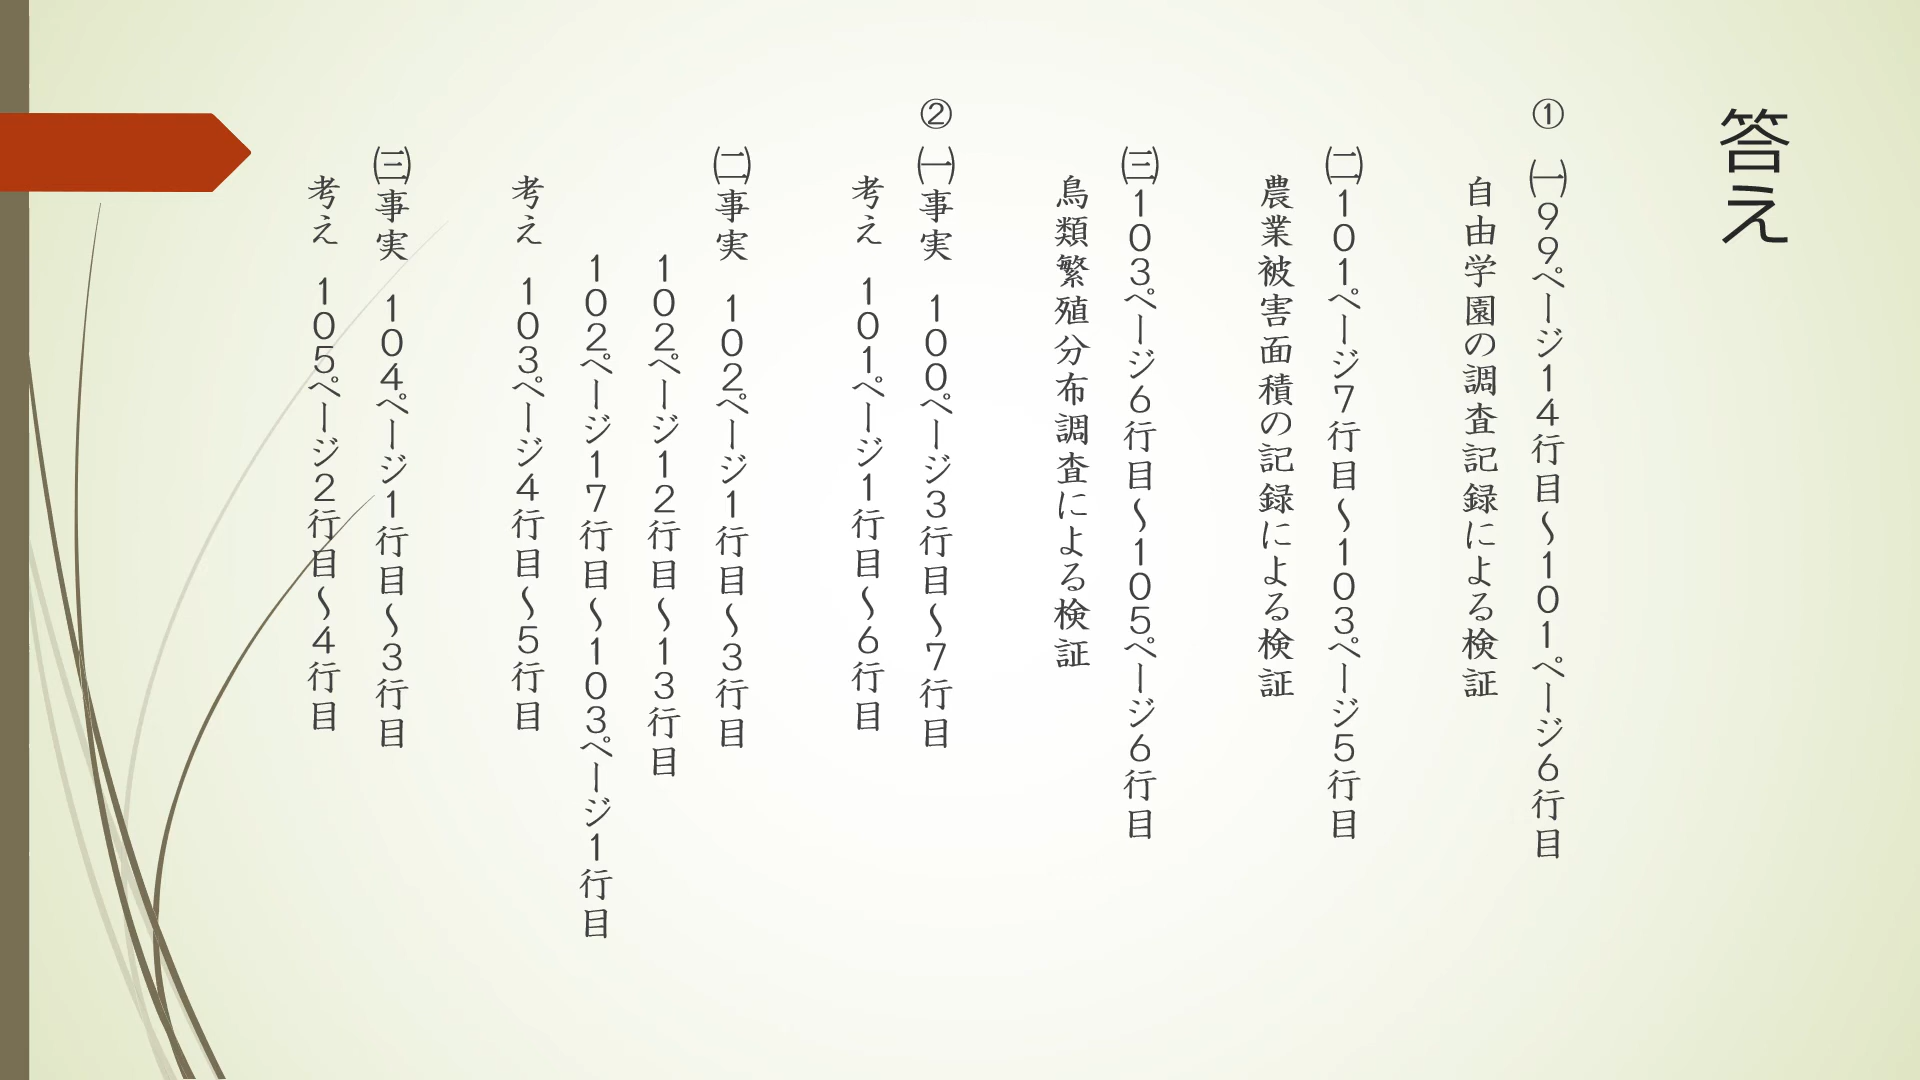 答え
① ㈠99ページ14行目～101ページ6行目
自由学園の調査記録による検証
㈡101ページ7行目～103ページ5行目
農業被害面積の記録による検証
㈢103ページ6行目～105ページ6行目
鳥類繁殖分布調査による検証
②㈠事実 100ページ3行目～7行目
考え 101ページ1行目～6行目
㈡事実 102ページ1行目～3行目
102ページ12行目～13行目
102ページ17行目～103ページ1行目
考え 103ページ4行目～5行目
㈢事実 104ページ1行目～3行目
考え 105ページ2行目～4行目